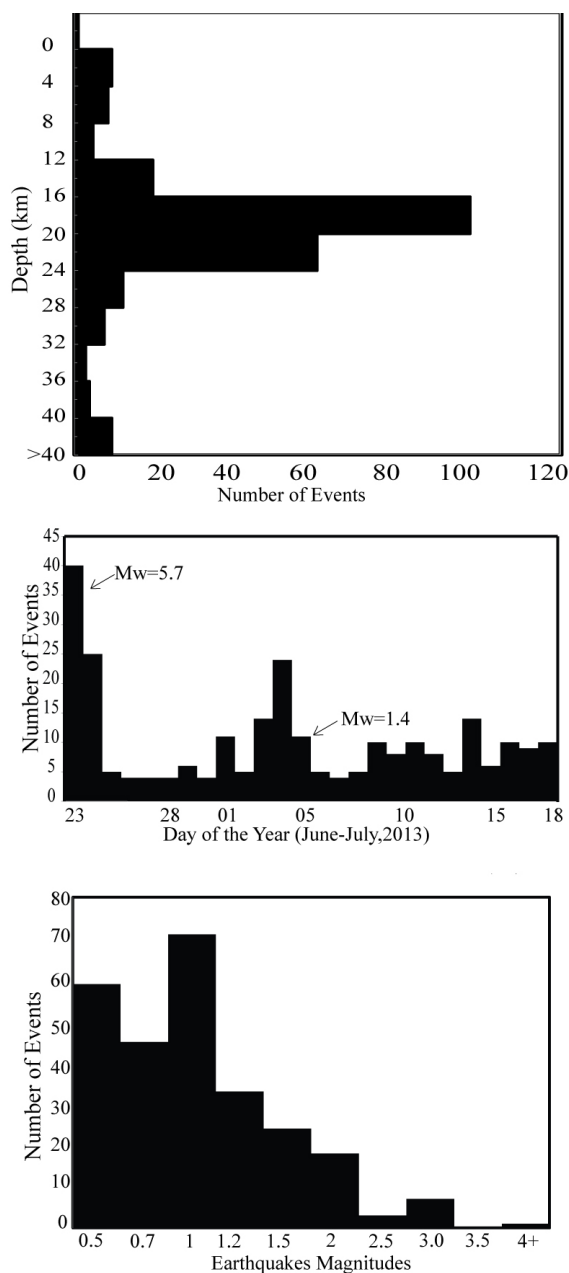 0
4
8
12
16
20
24
28
32
36
40
>40
Depth (km)
0 20 40 60 80 100 120
Number of Events
45
40
35
30
25
20
15
10
5
0
Number of Events
Mw=5.7
Mw=1.4
23 28 01 05 10 15 18
Day of the Year (June-July,2013)
80
70
60
50
40
30
20
10
0
Number of Events
0.5 0.7 1 1.2 1.5 2 2.5 3.0 3.5 4+
Earthquakes Magnitudes